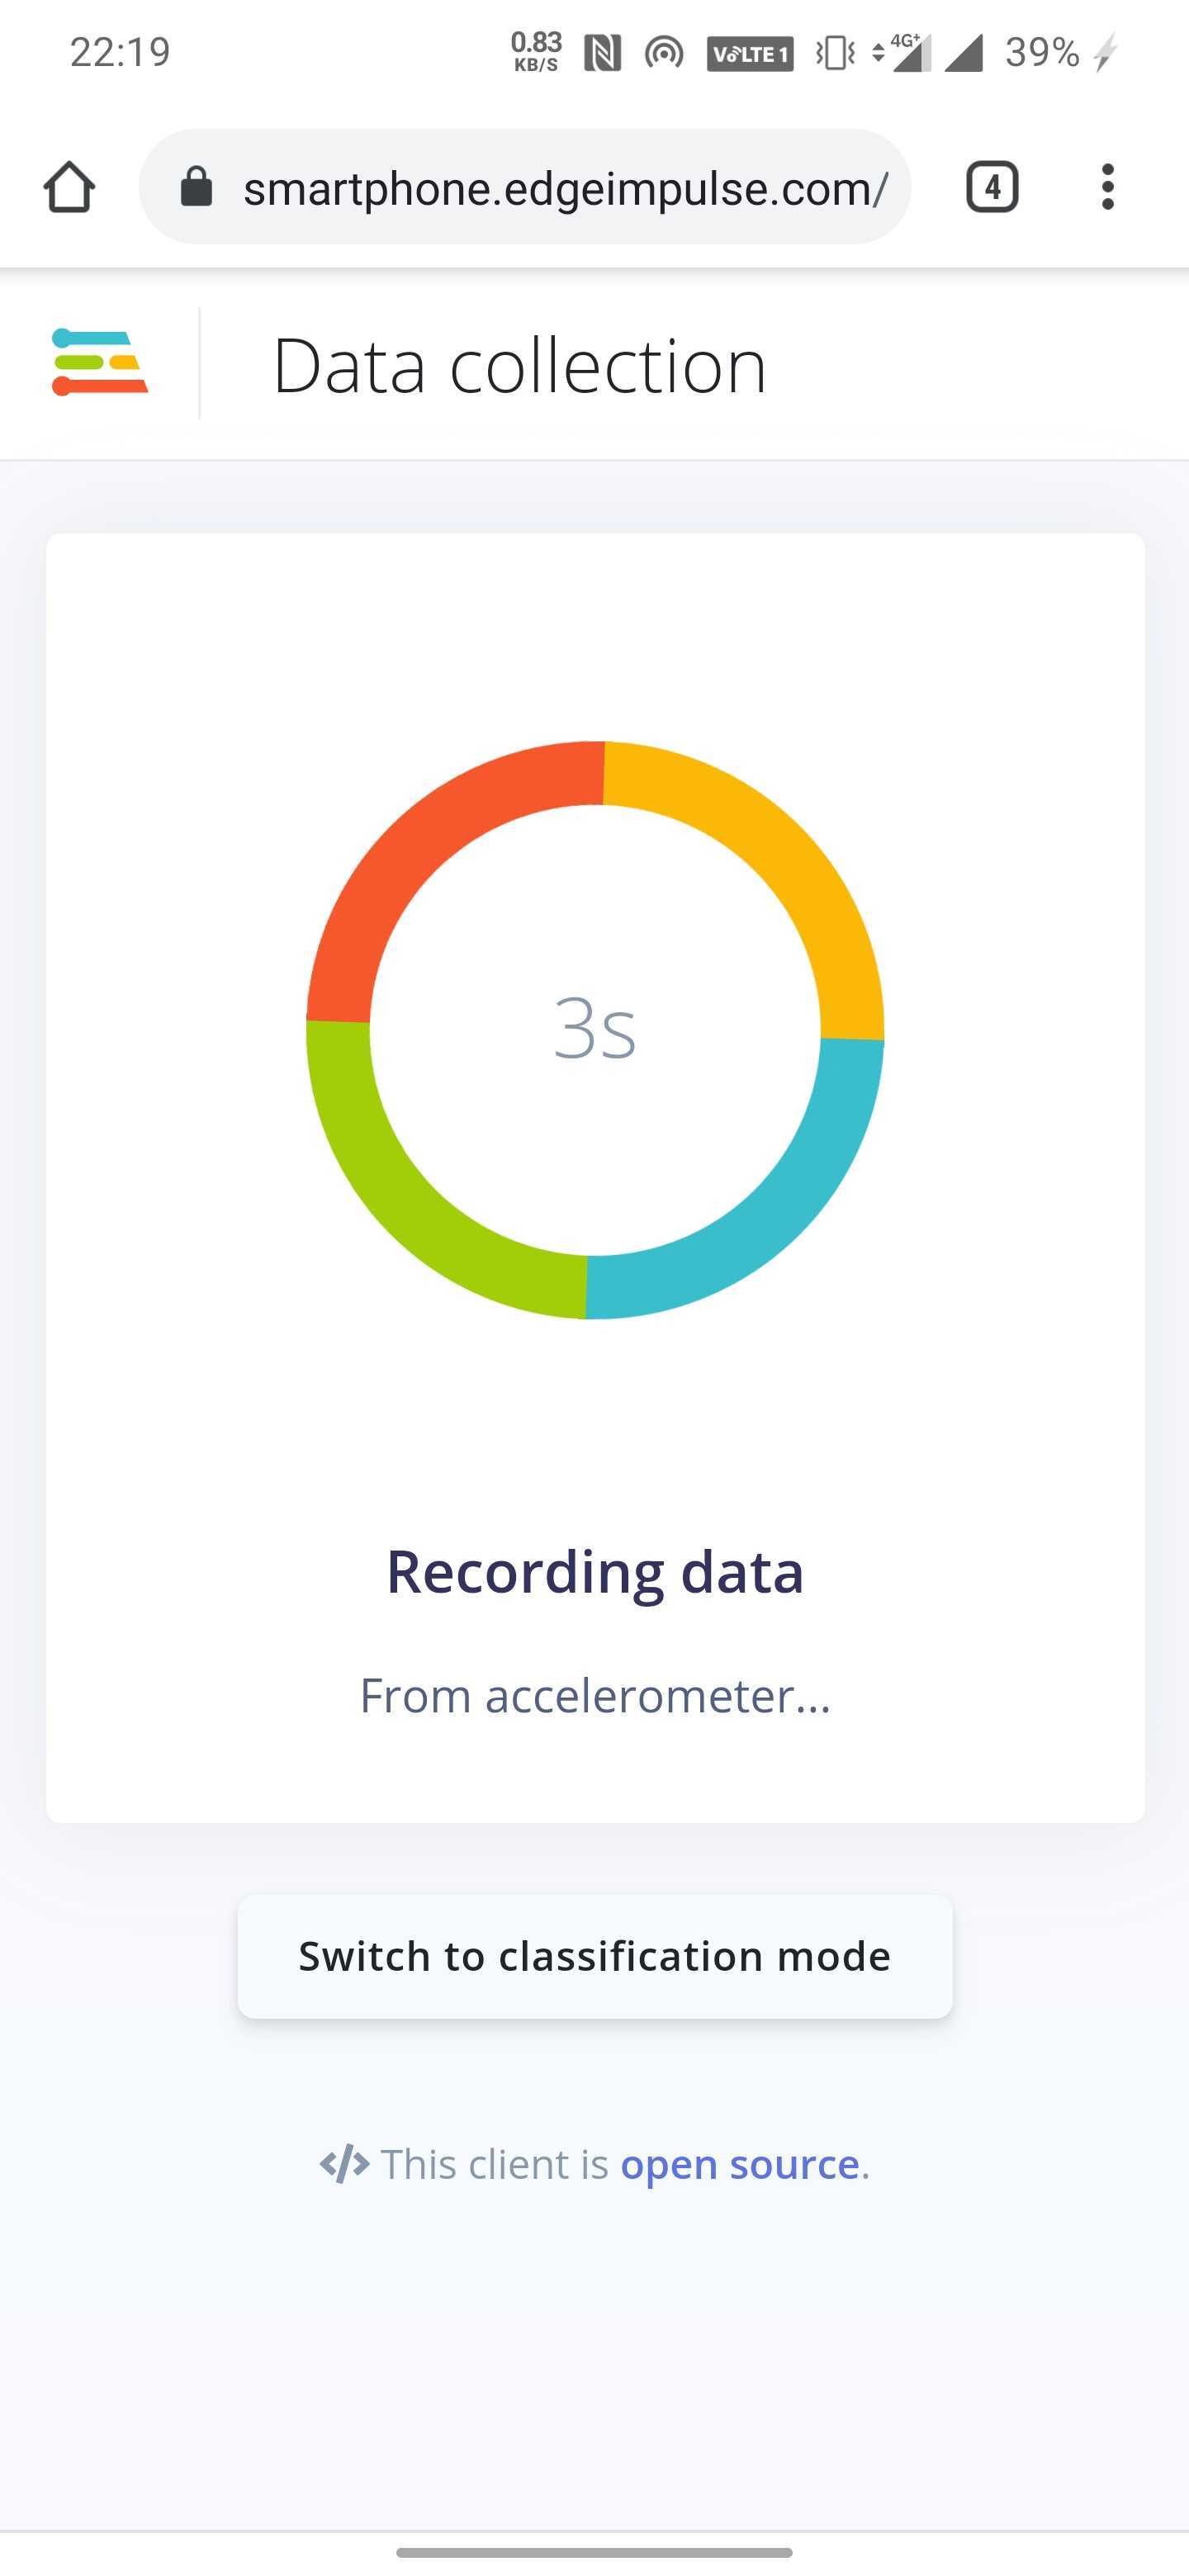 22:19 0.83 KB/S VoLTE 1 4G+ 39%
smartphone.edgeimpulse.com/ 4
Data collection
3s
Recording data
From accelerometer...
Switch to classification mode
</> This client is open source.